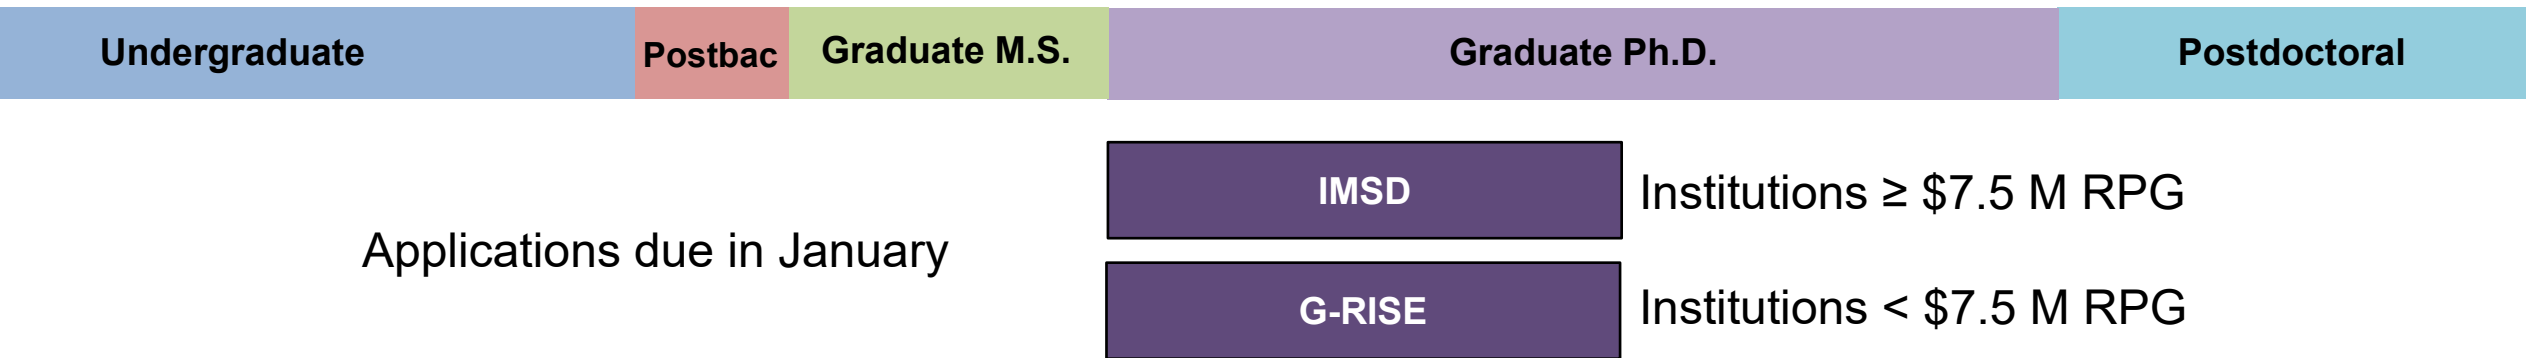 Undergraduate
Postbac
Graduate M.S.
Graduate Ph.D.
Postdoctoral
Applications due in January
IMSD
Institutions ≥ $7.5 M RPG
G-RISE
Institutions < $7.5 M RPG